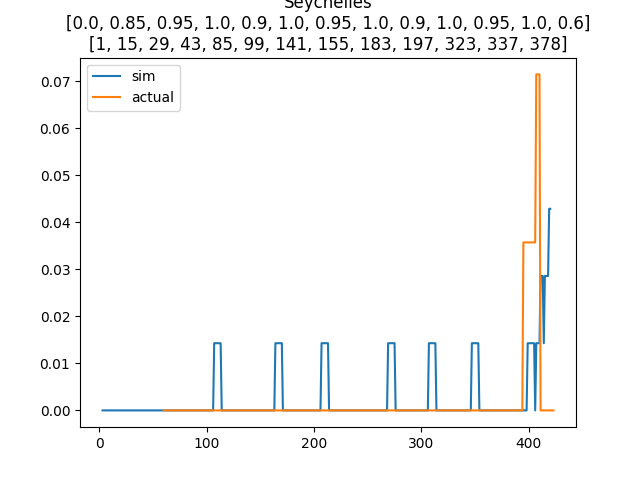 Seychelles
[0.0, 0.85, 0.95, 1.0, 0.9, 1.0, 0.95, 1.0, 0.9, 1.0, 0.95, 1.0, 0.6]
[1, 15, 29, 43, 85, 99, 141, 155, 183, 197, 323, 337, 378]
sim
actual
0.07
0.06
0.05
0.04
0.03
0.02
0.01
0.00
0 100 200 300 400